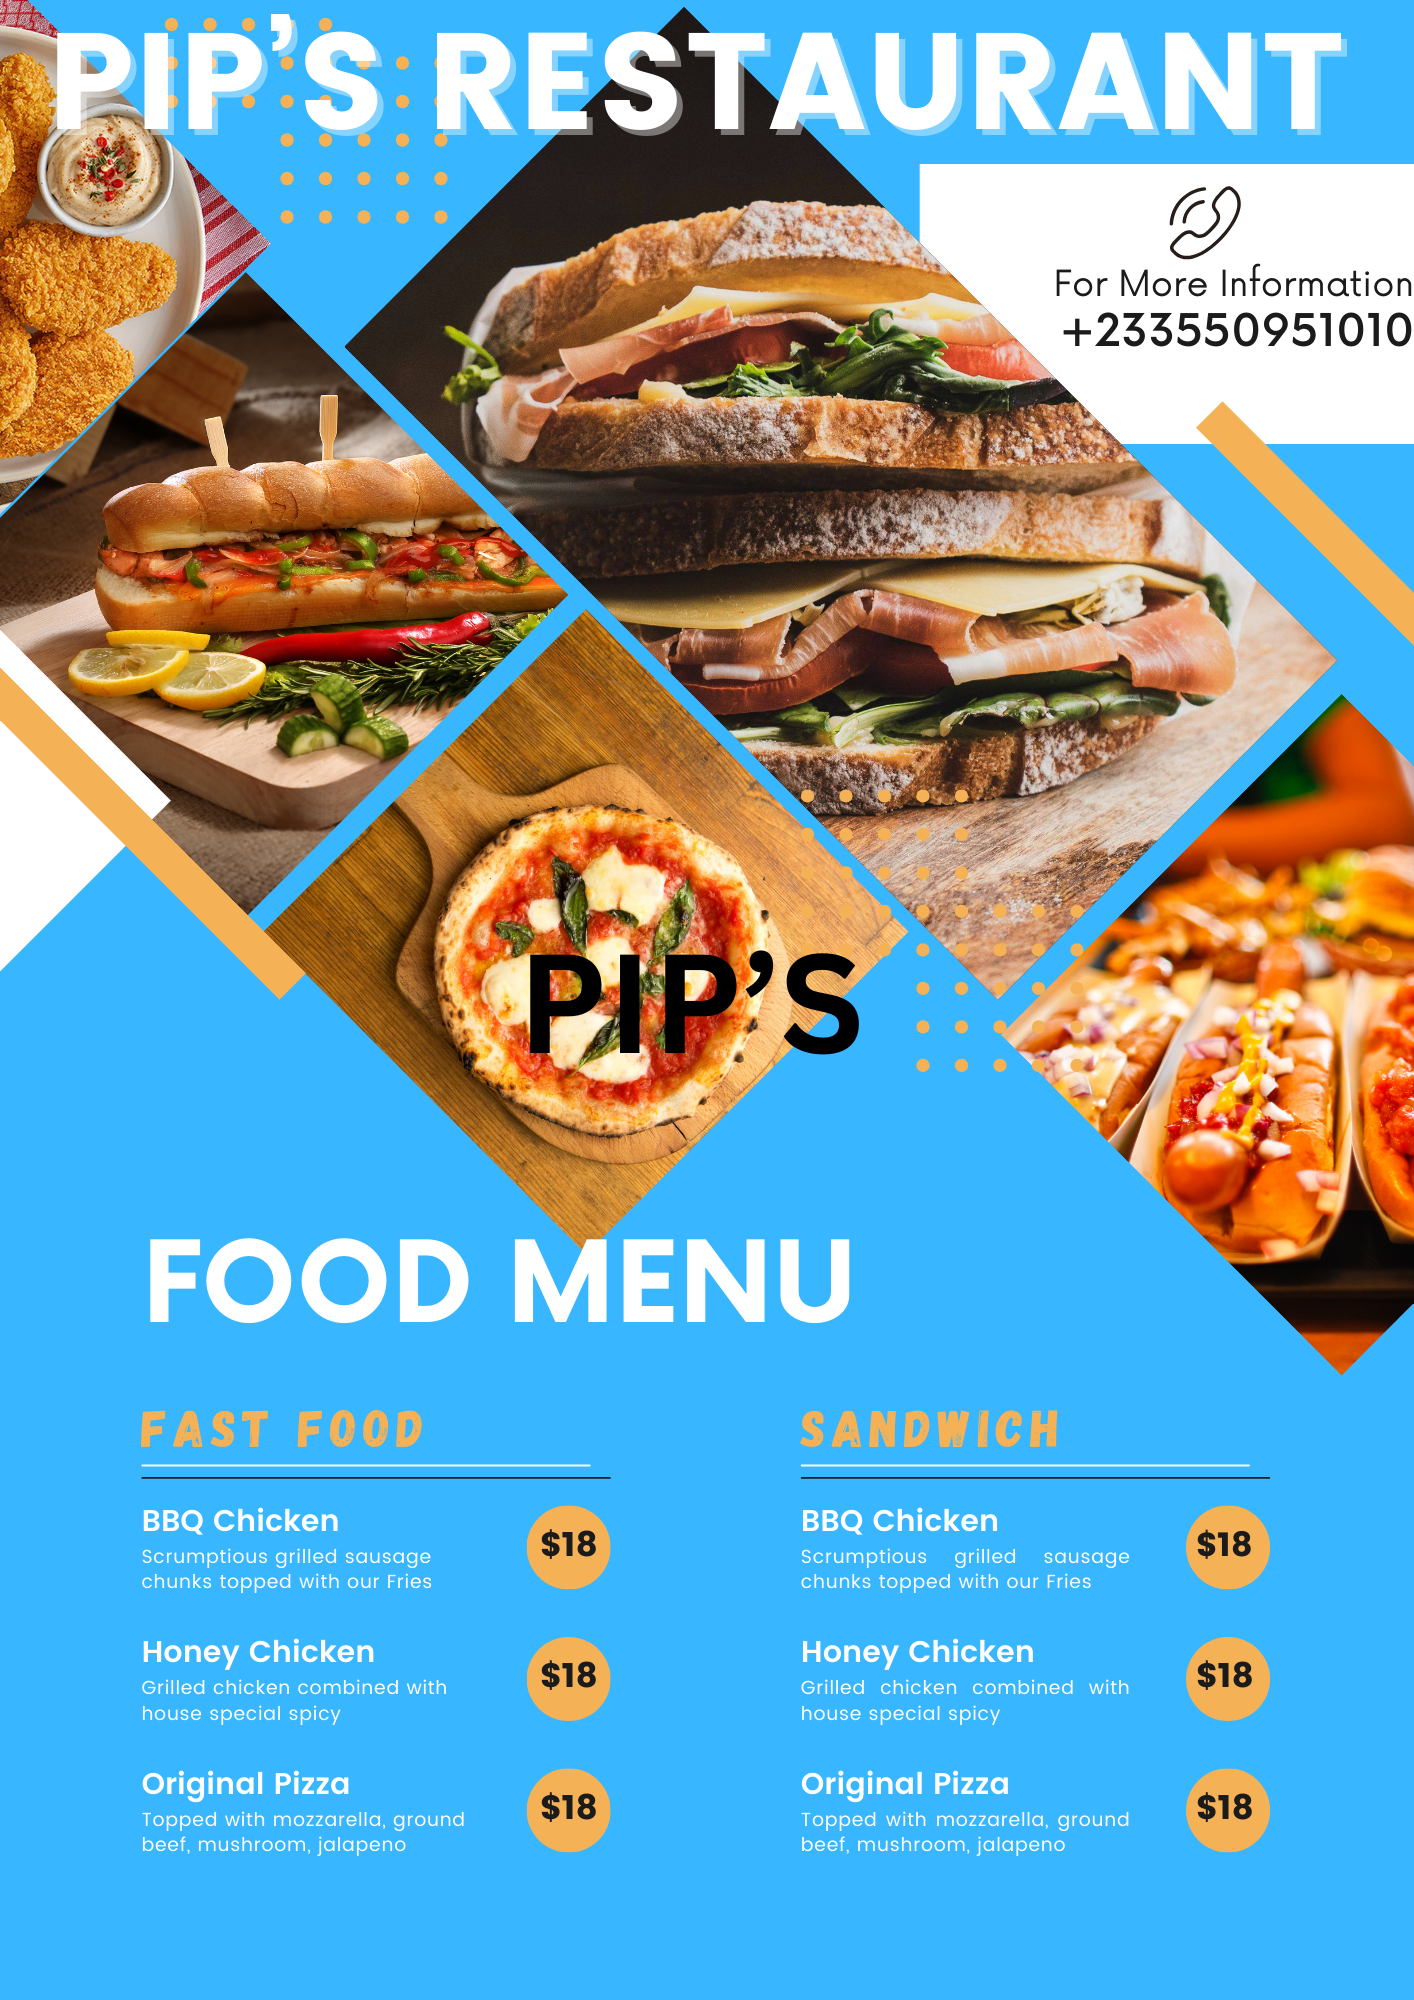 PIP’S RESTAURANT
For More Information
+233550951010
PIP’S
FOOD MENU
FAST FOOD
BBQ Chicken
Scrumptious grilled sausage
chunks topped with our Fries
$18
Honey Chicken
Grilled chicken combined with
house special spicy
$18
Original Pizza
Topped with mozzarella, ground
beef, mushroom, jalapeno
$18
SANDWICH
BBQ Chicken
Scrumptious grilled sausage
chunks topped with our Fries
$18
Honey Chicken
Grilled chicken combined with
house special spicy
$18
Original Pizza
Topped with mozzarella, ground
beef, mushroom, jalapeno
$18